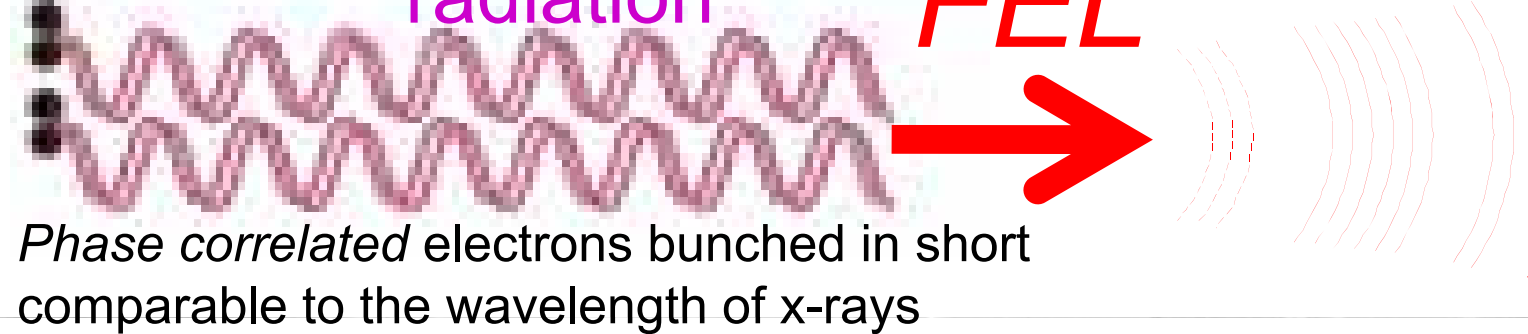 radiation
FEL
Phase correlated electrons bunched in short
comparable to the wavelength of x-rays